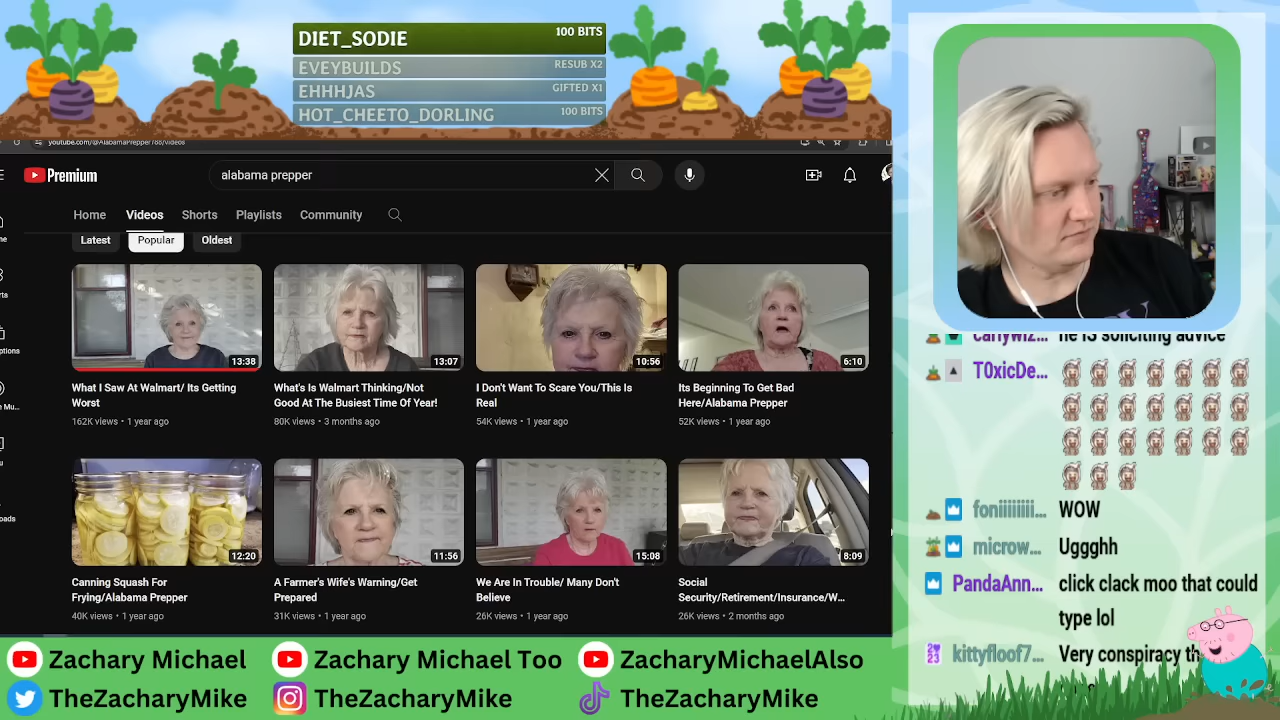 DIET_SODIE 100 BITS
EVEYBUILDS RESUB X2
EHHHJAS GIFTED X1
HOT_CHEETO_DORLING 100 BITS
Premium
alabama prepper
Home Videos Shorts Playlists Community
Latest Popular Oldest
13:38 13:07 10:56 6:10
What I Saw At Walmart/ Its Getting
Worst
162K views • 1 year ago
What's Is Walmart Thinking/Not
Good At The Busiest Time Of Year!
80K views • 3 months ago
I Don't Want To Scare You/This Is
Real
54K views • 1 year ago
Its Beginning To Get Bad
Here/Alabama Prepper
52K views • 1 year ago
12:20 11:56 15:08 8:09
Canning Squash For
Frying/Alabama Prepper
40K views • 1 year ago
A Farmer's Wife's Warning/Get
Prepared
31K views • 1 year ago
We Are In Trouble/ Many Don't
Believe
26K views • 1 year ago
Social
Security/Retirement/Insurance/W...
26K views • 2 months ago
he is soliciting advice
T0xicDe...
foniiiiiiii... WOW
microw... Uggghh
PandaAnn... click clack moo that could
type lol
kittyfloof7... Very conspiracy
Zachary Michael Zachary Michael Too ZacharyMichaelAlso
TheZacharyMike TheZacharyMike TheZacharyMike